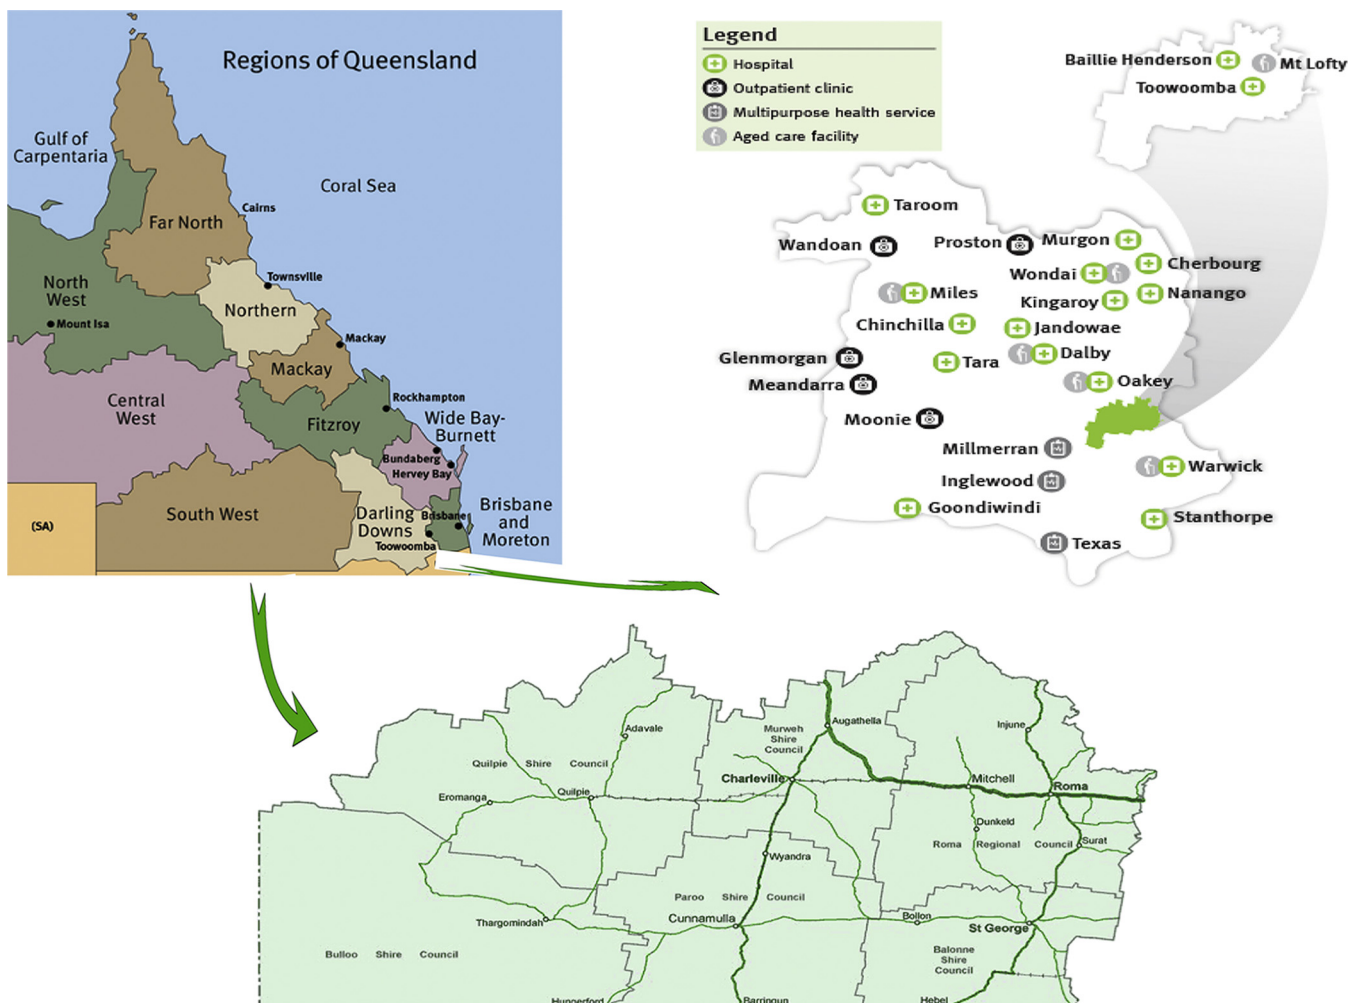 Regions of Queensland
Gulf of
Carpentaria
Coral Sea
Cairns
Far North
Townsville
North
West
Northern
Mount Isa
Mackay
Mackay
Central
West
Rockhampton
Fitzroy
Wide Bay-
Burnett
Bundaberg
Hervey Bay
South West
Darling
Downs
Brisbane
Brisbane
and
Moreton
Toowoomba
(SA)
Legend
Hospital
Outpatient clinic
Multipurpose health service
Aged care facility
Baillie Henderson
Mt Lofty
Toowoomba
Taroom
Wandoan
Proston
Murgon
Cherbourg
Wondai
Miles
Kingaroy
Nanango
Chinchilla
Jandowae
Glenmorgan
Tara
Dalby
Meandarra
Oakey
Moonie
Millmerran
Warwick
Inglewood
Goondiwindi
Stanthorpe
Texas
Adavale
Murweh
Shire
Council
Augathella
Injune
Quilpie Shire Council
Charleville
Mitchell
Roma
Eromanga
Quilpie
Dunkeld
Roma Regional Council
Surat
Wyandra
Paroo Shire Council
Thargomindah
Cunnamulla
Bollon
St George
Bulloo Shire Council
Balonne
Shire
Council
Hungerford
Barringun
Hebel